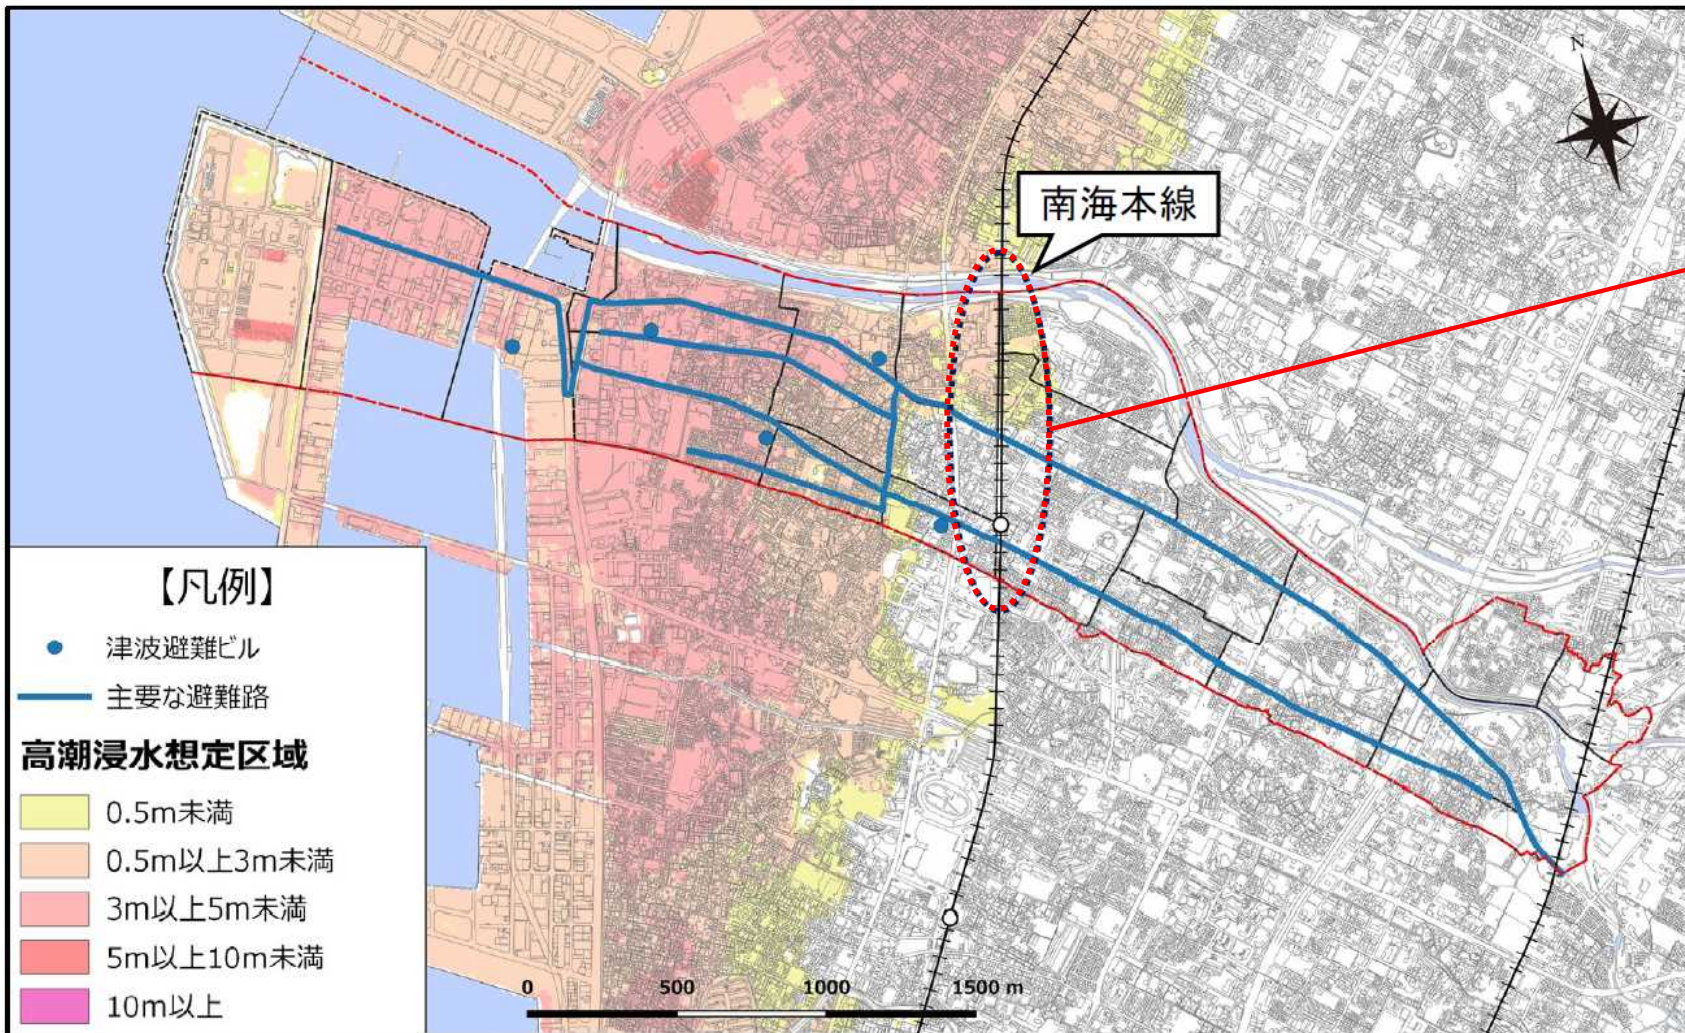 N
南海本線
【凡例】
津波避難ビル
主要な避難路
高潮浸水想定区域
0.5m未満
0.5m以上3m未満
3m以上5m未満
5m以上10m未満
10m以上
0 500 1000 1500 m